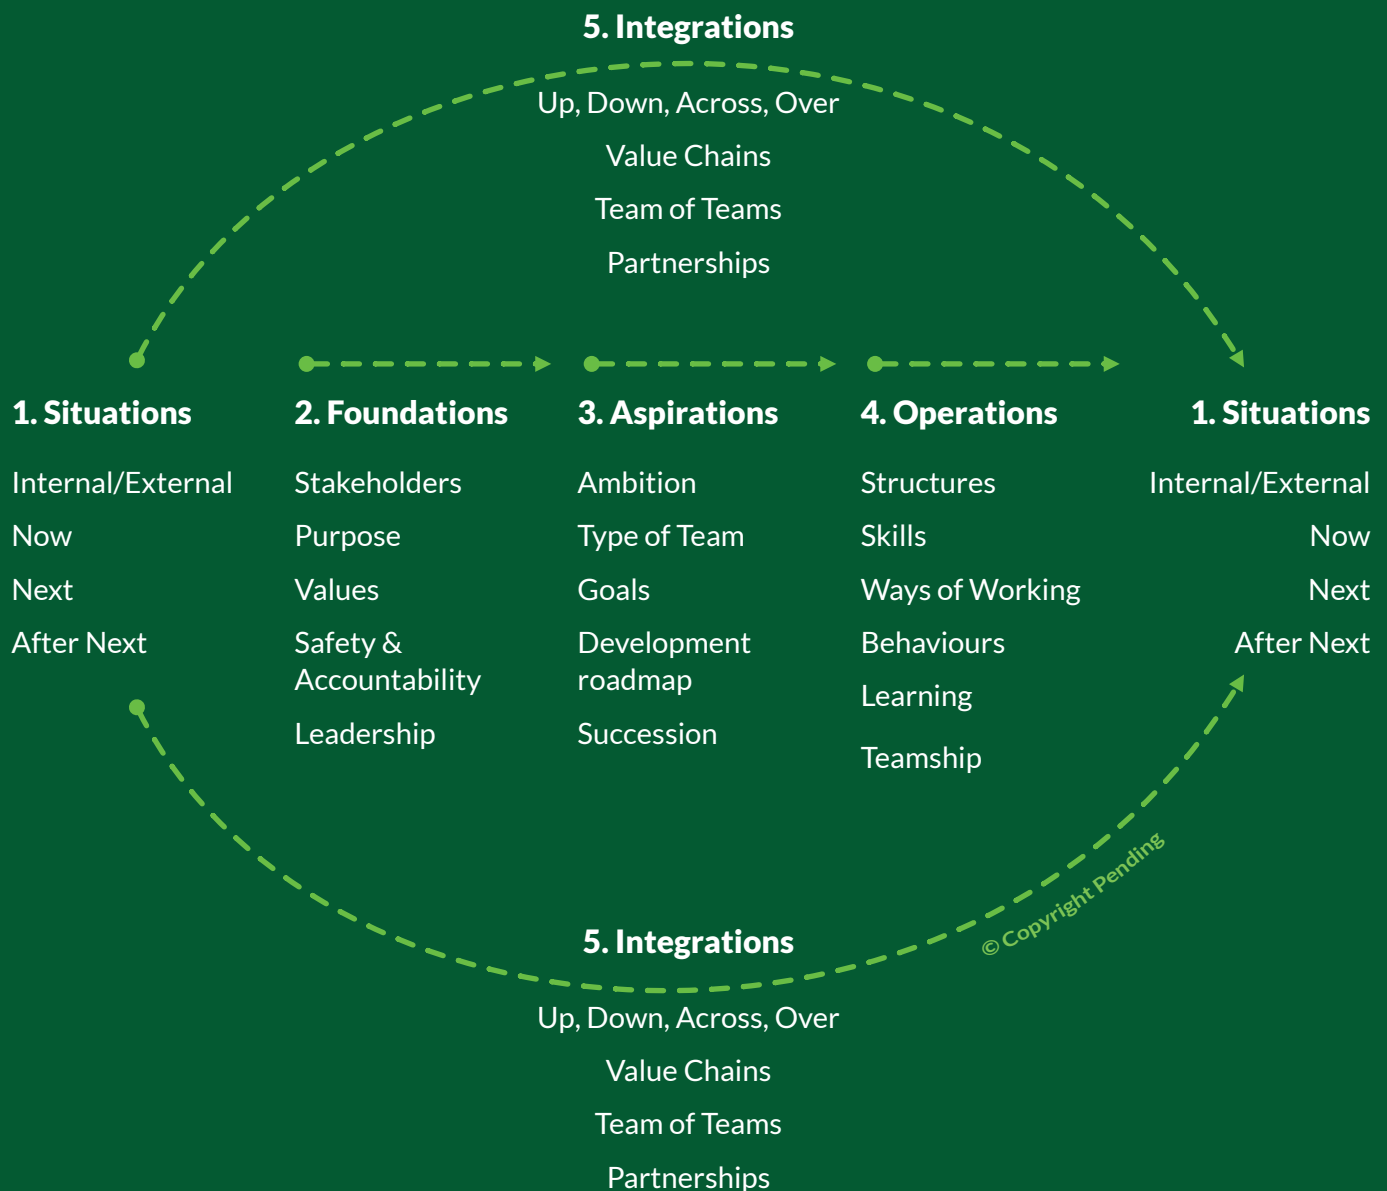 5. Integrations
Up, Down, Across, Over
Value Chains
Team of Teams
Partnerships
1. Situations
Internal/External
Now
Next
After Next
2. Foundations
Stakeholders
Purpose
Values
Safety &
Accountability
Leadership
3. Aspirations
Ambition
Type of Team
Goals
Development
roadmap
Succession
4. Operations
Structures
Skills
Ways of Working
Behaviours
Learning
Teamship
1. Situations
Internal/External
Now
Next
After Next
© Copyright Pending
5. Integrations
Up, Down, Across, Over
Value Chains
Team of Teams
Partnerships